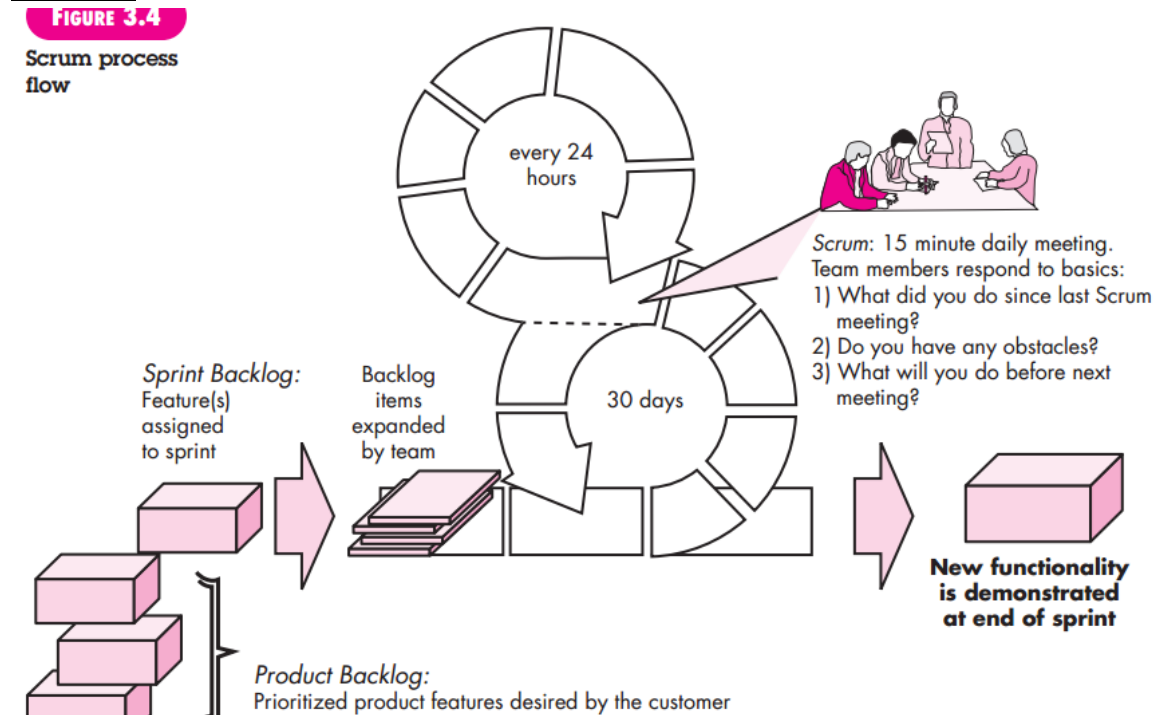 FIGURE 3.4
Scrum process
flow
every 24
hours
Scrum: 15 minute daily meeting.
Team members respond to basics:
1) What did you do since last Scrum
meeting?
2) Do you have any obstacles?
3) What will you do before next
meeting?
Sprint Backlog:
Feature(s)
assigned
to sprint
Backlog
items
expanded
by team
30 days
New functionality
is demonstrated
at end of sprint
Product Backlog:
Prioritized product features desired by the customer